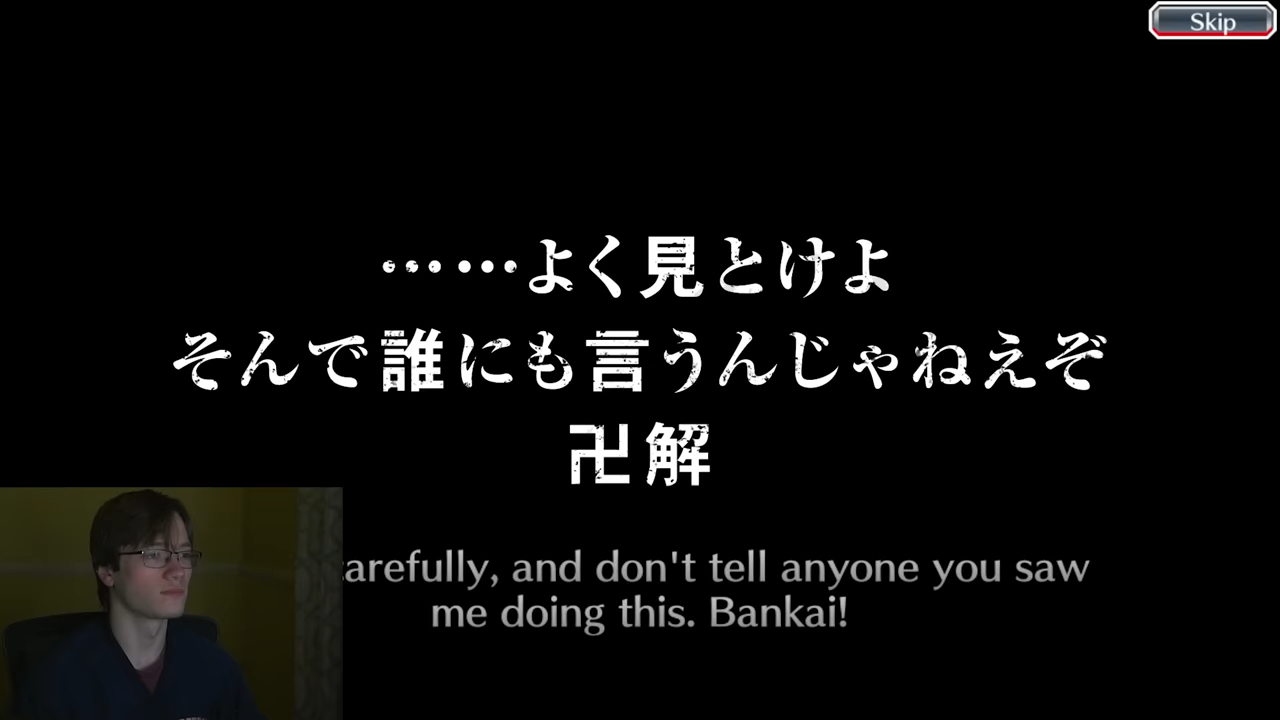 Skip
……よく見とけよ
そんで誰にも言うんじゃねえぞ
卍解
carefully, and don't tell anyone you saw
me doing this. Bankai!